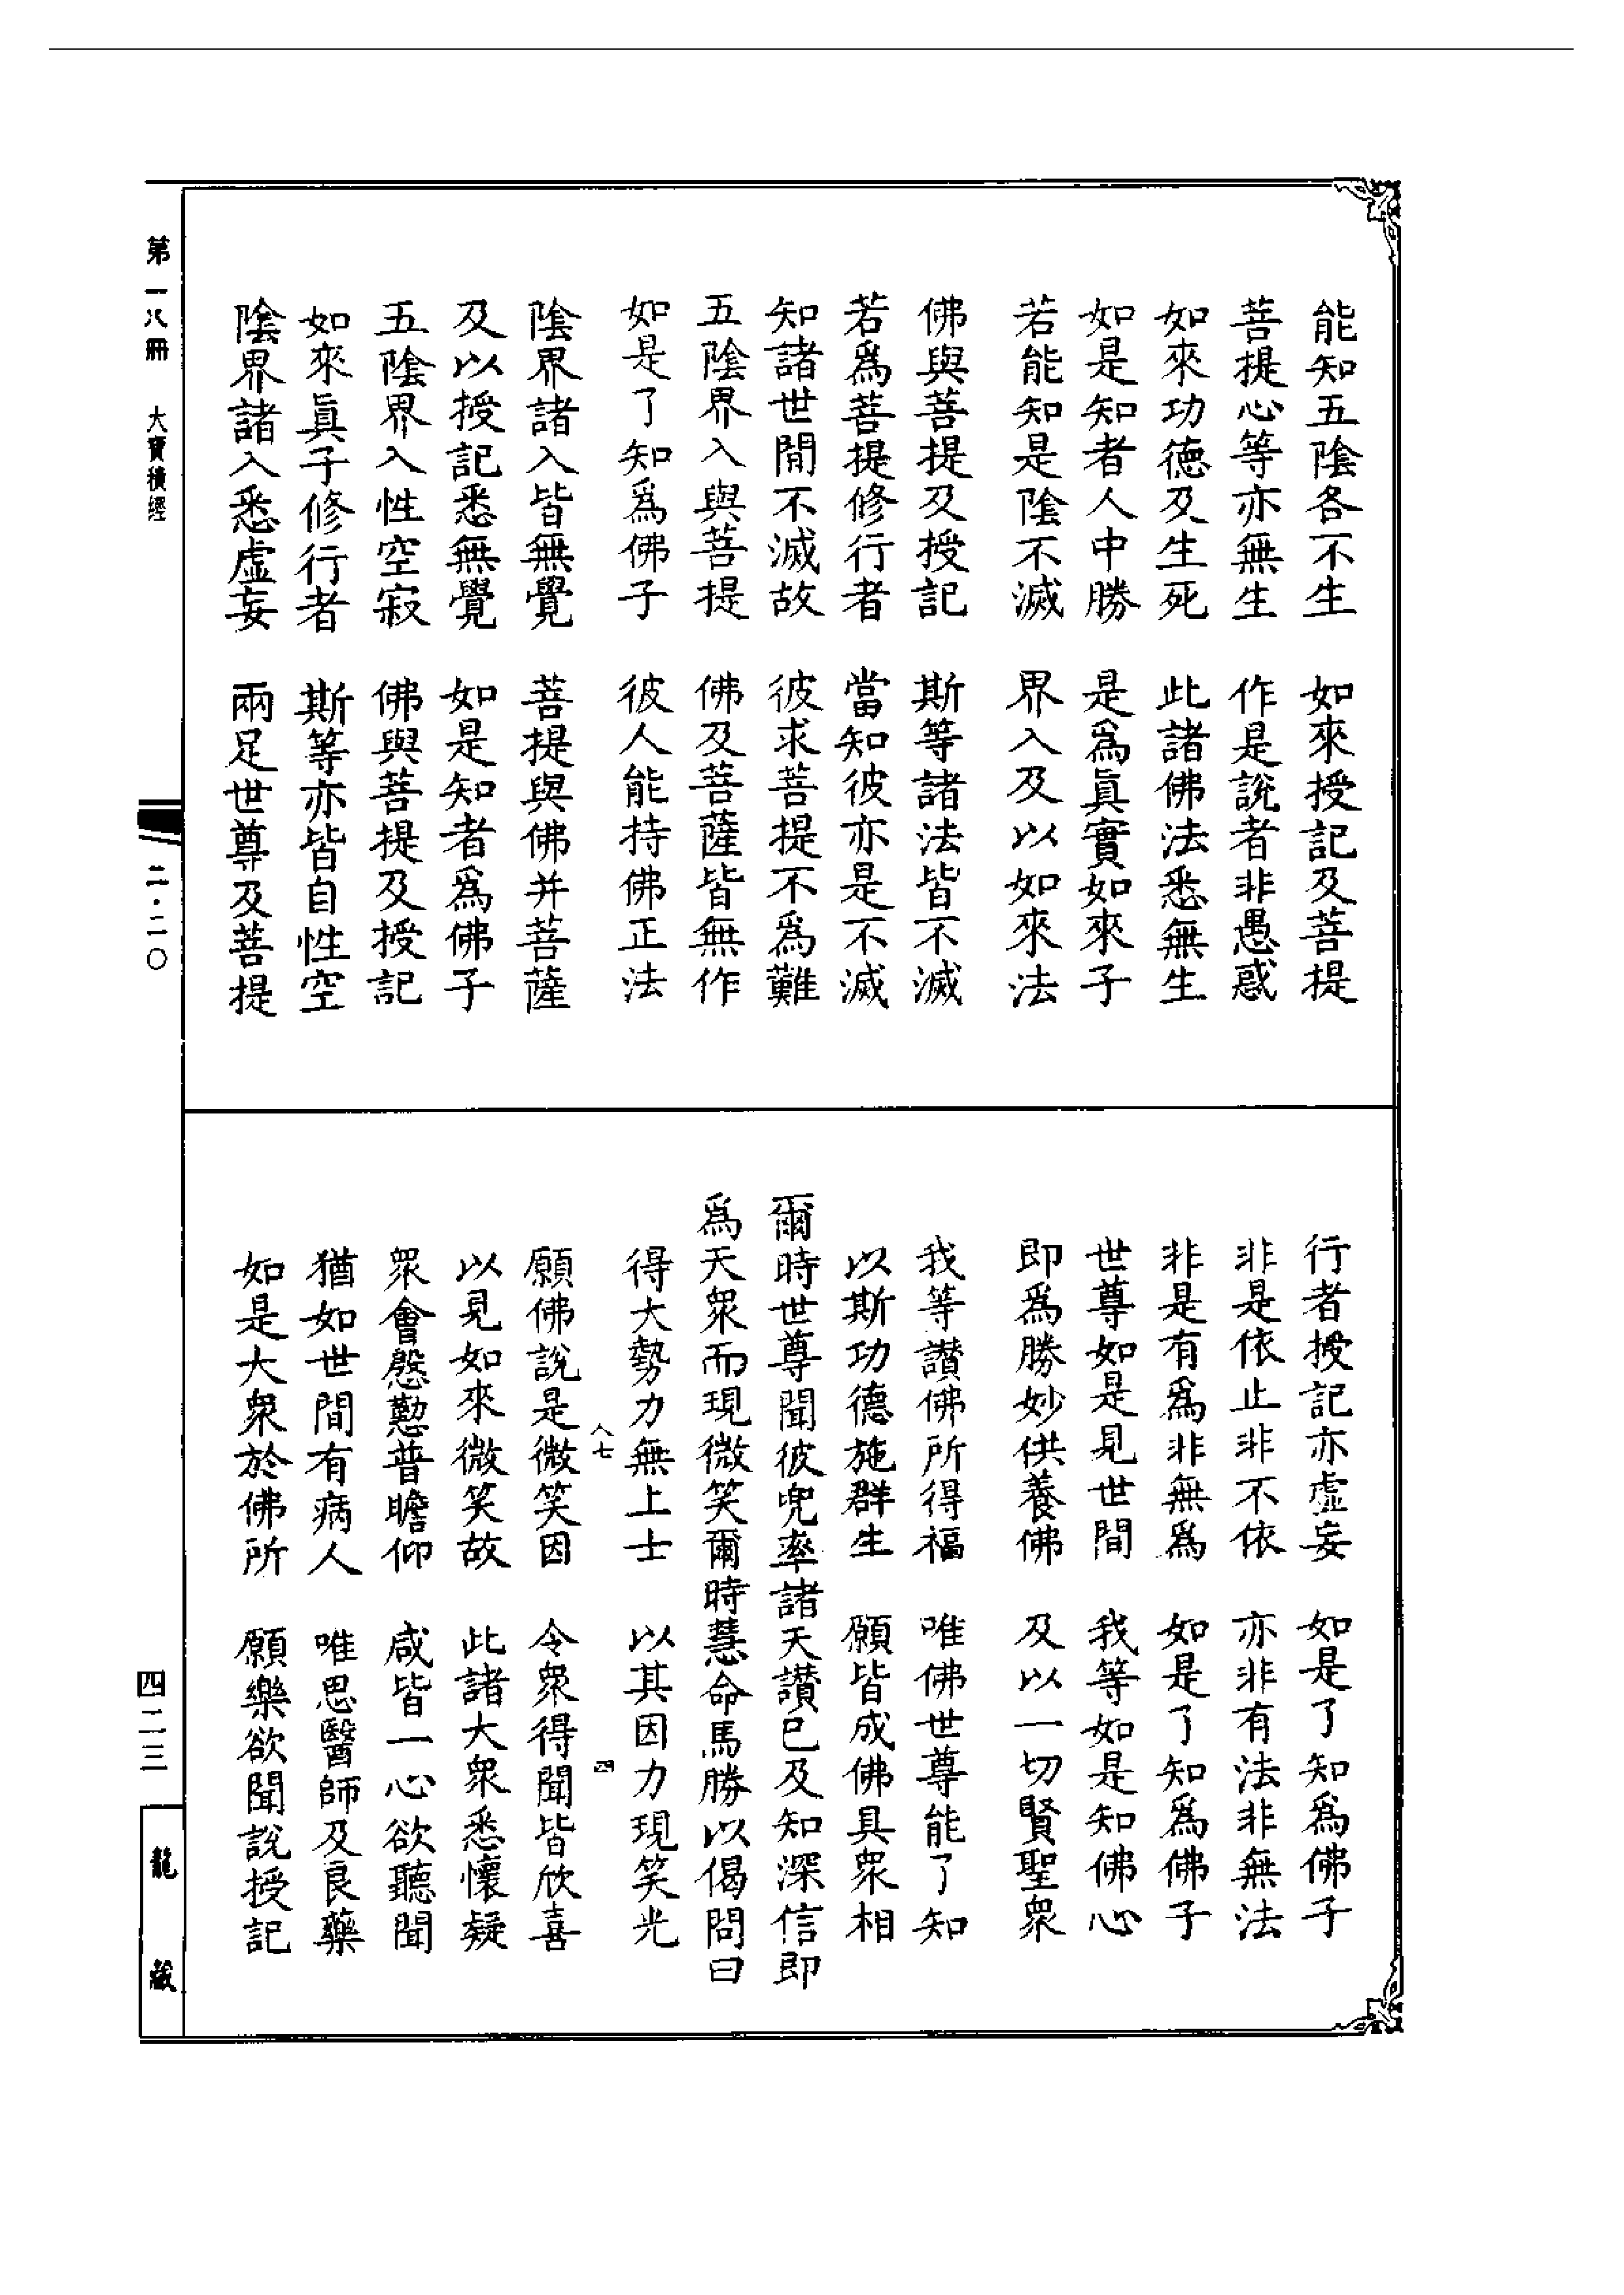 能知五陰各不生　如來授記及菩提
菩提心等亦無生　作是說者非愚惑
如來功德及生死　此諸佛法悉無生
如是知者人中勝　是爲眞實如來子
若能知是陰不滅　界入及以如來法
佛與菩提及授記　斯等諸法皆不滅
若爲菩提修行者　當知彼亦是不滅
知諸世間不滅故　彼求菩提不爲難
五陰界入與菩提　佛及菩薩皆無作
如是了知爲佛子　彼人能持佛正法
陰界諸入皆無覺　菩提與佛并菩薩
及以授記悉無覺　如是知者爲佛子
五陰界入性空寂　佛與菩提及授記
如來眞子修行者　斯等亦皆自性空
陰界諸入悉虛妄　兩足世尊及菩提
行者授記亦虛妄　如是了知爲佛子
非是依止非不依　亦非有法非無法
非是有爲非無爲　如是了知爲佛子
世尊如是見世間　我等如是知佛心
即爲勝妙供養佛　及以一切賢聖衆
我等讃佛所得福　唯佛世尊能了知
以斯功德施群生　願皆成佛具衆相
爾時世尊聞彼兜率諸天讃已及知深信即
爲天衆而現微笑爾時慧命馬勝以偈問曰
得大勢力無上士　以其因力現笑光
八七　四
願佛說是微笑因　令衆得聞皆欣喜
以見如來微笑故　此諸大衆悉懷疑
衆會慇懃普瞻仰　咸皆一心欲聽聞
猶如世間有病人　唯思醫師及良藥
如是大衆於佛所　願樂欲聞說授記
第一八冊　大寶積經
二·二〇
四二三
龍藏